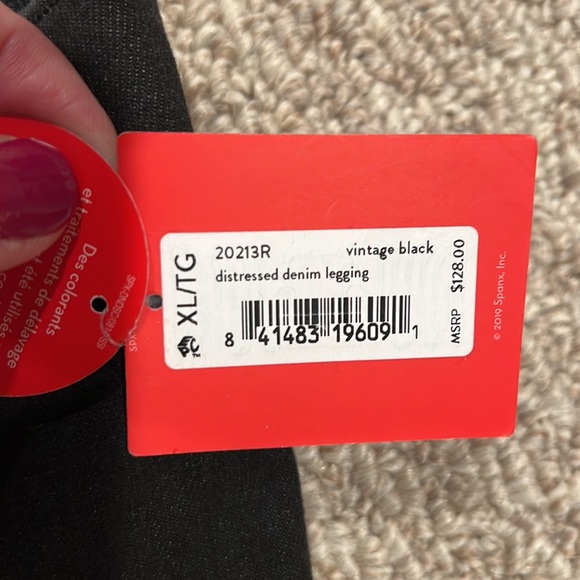 20213R vintage black
distressed denim legging
XL/TG
8 41483 19609 1
MSRP $128.00
© 2019 Spanx, Inc.
Des colorants
et traitements de délavage